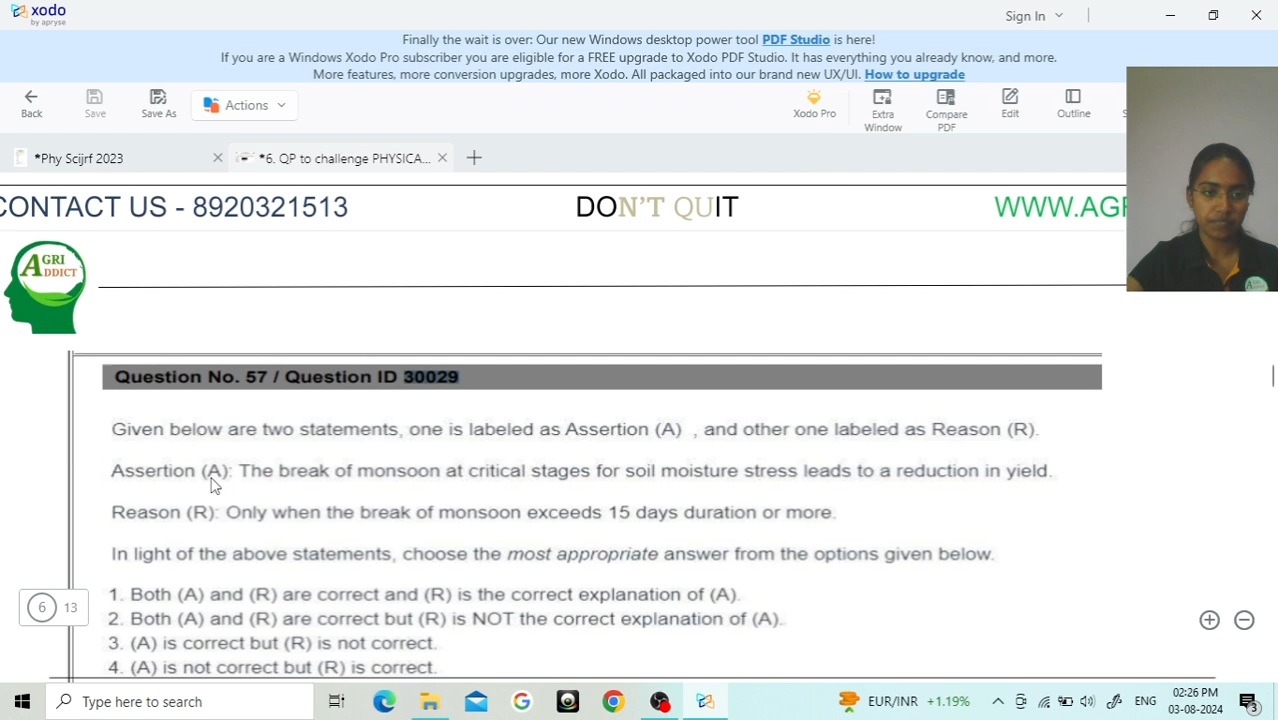 xodo
by apryse
Sign In
Finally the wait is over: Our new Windows desktop power tool PDF Studio is here!
If you are a Windows Xodo Pro subscriber you are eligible for a FREE upgrade to Xodo PDF Studio. It has everything you already know, and more.
More features, more conversion upgrades, more Xodo. All packaged into our brand new UX/UI. How to upgrade
Back Save Save As Actions Xodo Pro Extra Window Compare PDF Edit Outline
*Phy Scijrf 2023 *6. QP to challenge PHYSICA...
CONTACT US - 8920321513 DON'T QUIT WWW.AGR
AGRI
ADDICT
Question No. 57 / Question ID 30029
Given below are two statements, one is labeled as Assertion (A) , and other one labeled as Reason (R).
Assertion (A): The break of monsoon at critical stages for soil moisture stress leads to a reduction in yield.
Reason (R): Only when the break of monsoon exceeds 15 days duration or more.
In light of the above statements, choose the most appropriate answer from the options given below.
1. Both (A) and (R) are correct and (R) is the correct explanation of (A).
2. Both (A) and (R) are correct but (R) is NOT the correct explanation of (A).
3. (A) is correct but (R) is not correct.
4. (A) is not correct but (R) is correct.
6 13
Type here to search
EUR/INR +1.19%
ENG
02:26 PM
03-08-2024
3